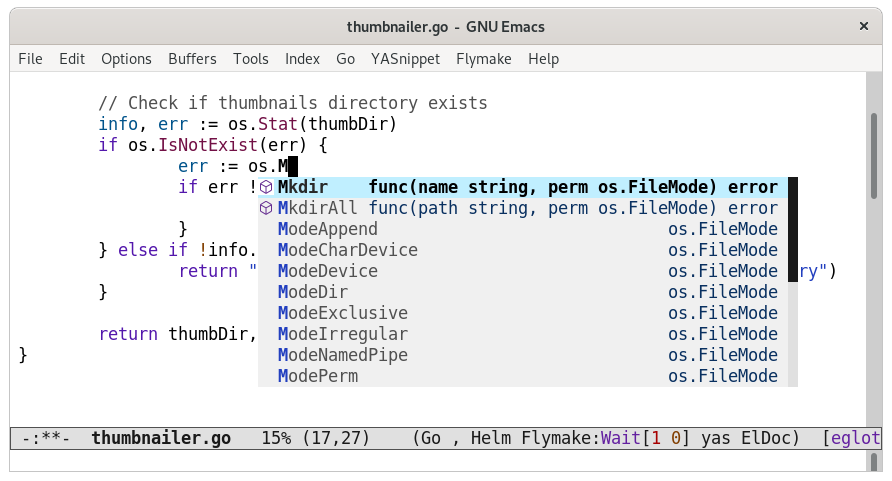 thumbnailer.go - GNU Emacs
File Edit Options Buffers Tools Index Go YASnippet Flymake Help
// Check if thumbnails directory exists
info, err := os.Stat(thumbDir)
if os.IsNotExist(err) {
err := os.M
if err !
Mkdir func(name string, perm os.FileMode) error
MkdirAll func(path string, perm os.FileMode) error
} ModeAppend os.FileMode
} else if !info. ModeCharDevice os.FileMode
return " ModeDevice os.FileMode ry")
} ModeDir os.FileMode
ModeExclusive os.FileMode
return thumbDir, ModeIrregular os.FileMode
} ModeNamedPipe os.FileMode
ModePerm os.FileMode
-:**- thumbnailer.go 15% (17,27) (Go , Helm Flymake:Wait[1 0] yas ElDoc) [eglot